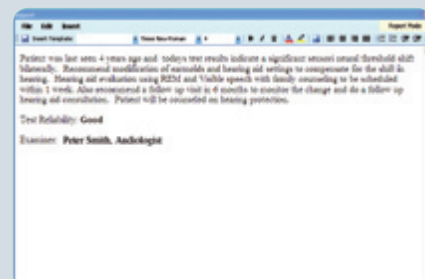 File Edit Insert
Report Tools
Insert Template Times New Roman
Patient was last seen 4 years ago and todays test results indicate a significant sensori neural threshold shift
bilaterally. Recommend modification of earmolds and hearing aid settings to compensate for the shift in
hearing. Hearing aid evaluation using REM and Visible speech with family counseling to be scheduled
within 1 week. Also recommend a follow up visit in 6 months to monitor the change and do a follow up
hearing aid consultation. Patient will be counseled on hearing protection.
Test Reliability: Good
Examiner: Peter Smith, Audiologist